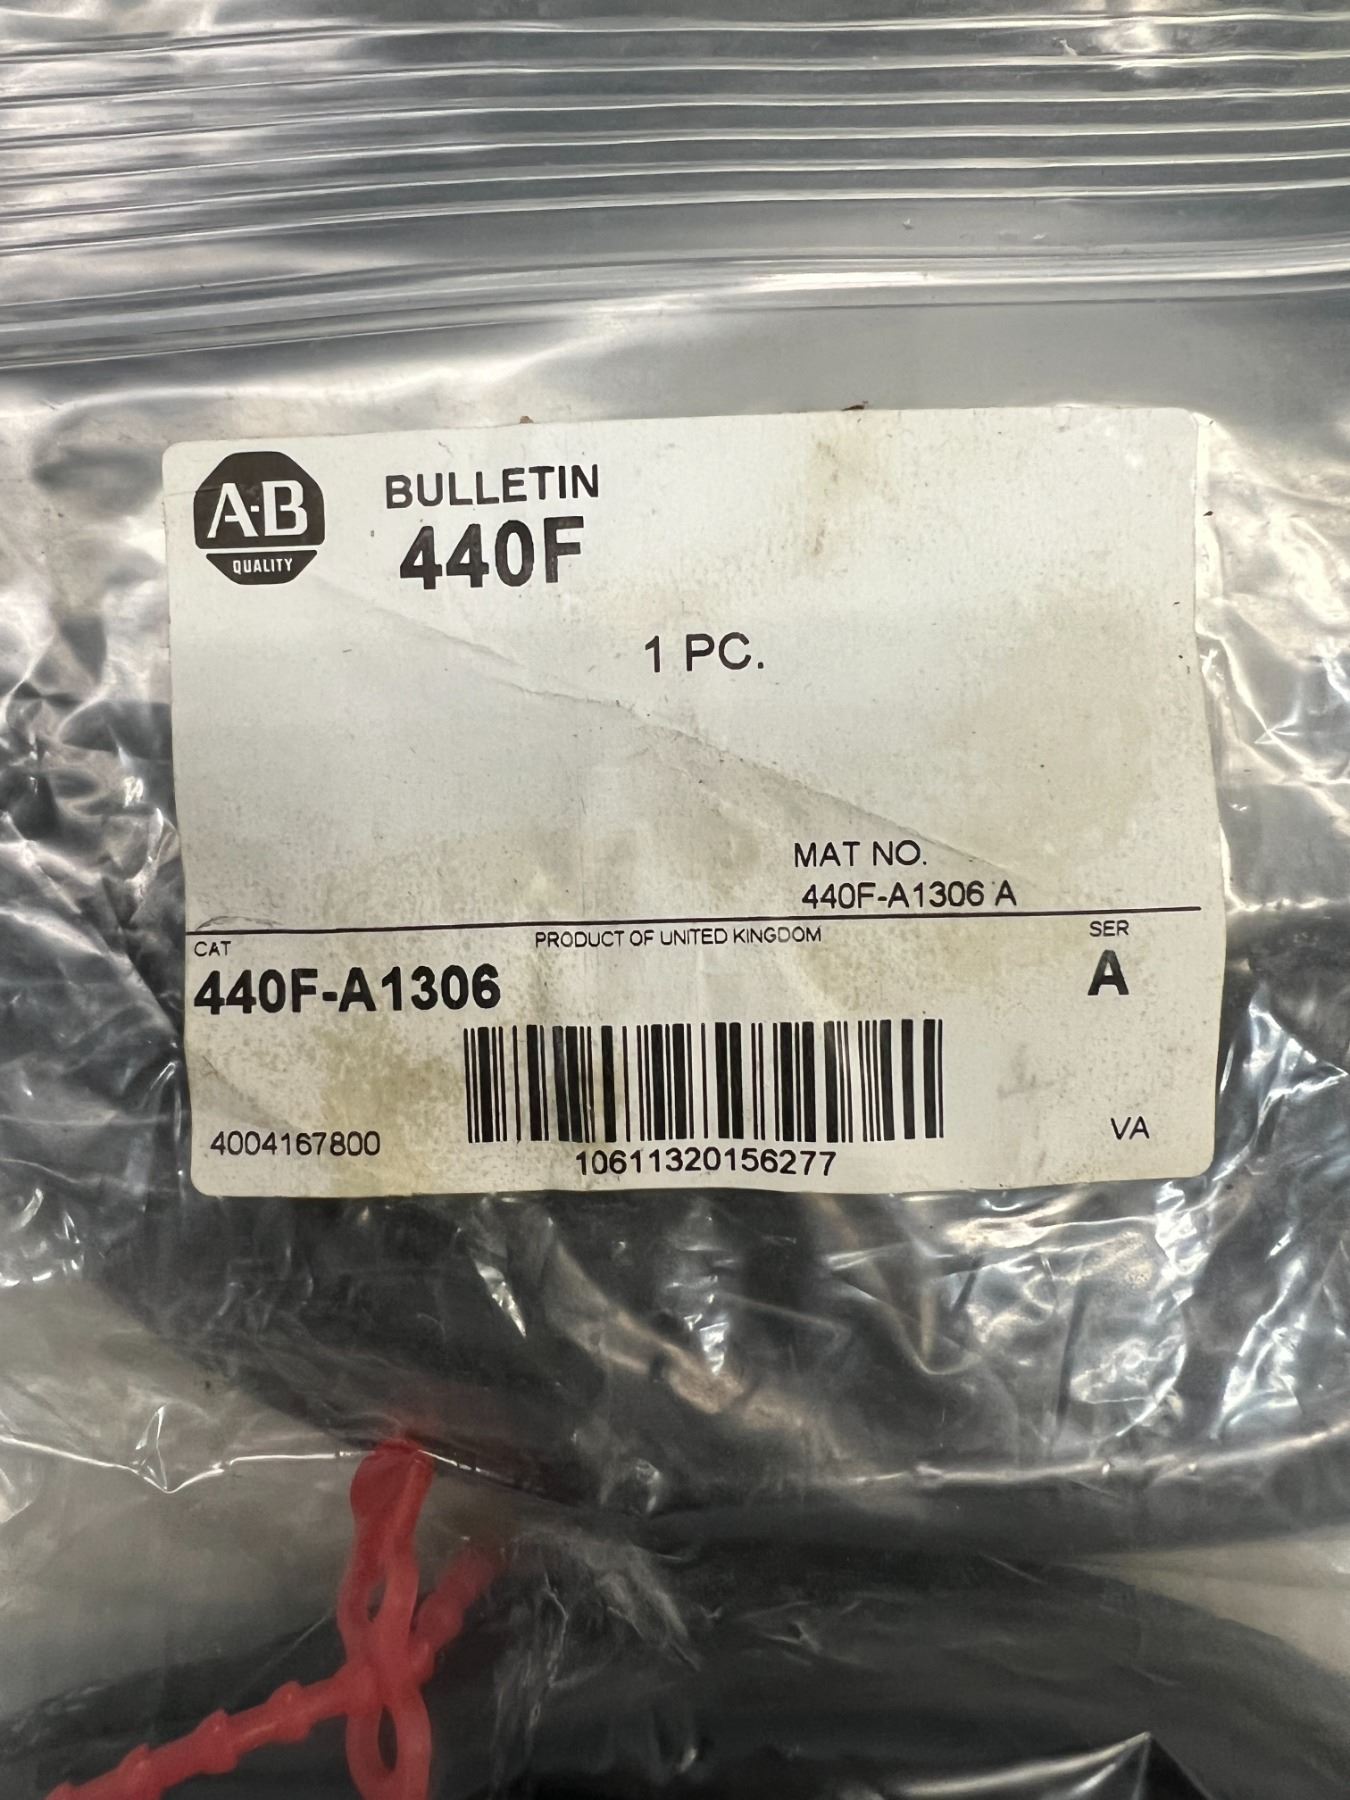 A-B
QUALITY
BULLETIN
440F
1 PC.
MAT NO.
440F-A1306 A
CAT
PRODUCT OF UNITED KINGDOM
SER
440F-A1306
A
4004167800
10611320156277
VA